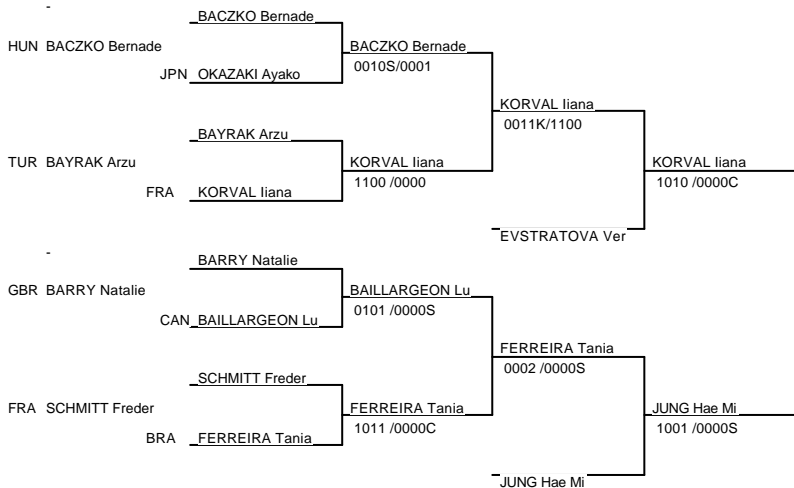 -
BACZKO Bernade
HUN BACZKO Bernade
BACZKO Bernade
0010S/0001
JPN OKAZAKI Ayako
KORVAL Iiana
0011K/1100
BAYRAK Arzu
TUR BAYRAK Arzu
KORVAL Iiana
1100 /0000
KORVAL Iiana
1010 /0000C
FRA KORVAL Iiana
EVSTRATOVA Ver
-
BARRY Natalie
GBR BARRY Natalie
BAILLARGEON Lu
0101 /0000S
CAN BAILLARGEON Lu
FERREIRA Tania
0002 /0000S
SCHMITT Freder
FRA SCHMITT Freder
FERREIRA Tania
1011 /0000C
JUNG Hae Mi
1001 /0000S
BRA FERREIRA Tania
JUNG Hae Mi